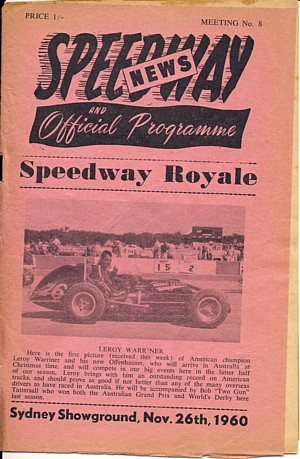 PRICE 1/-
MEETING No. 8
SPEEDWAY
NEWS
AND
Official Programme
Speedway Royale
15 2
LEROY WARR'NER
Here is the first picture (received this week) of American champion
Leroy Warriner and his new Offenhauser, who will arrive in Australia at
Christmas time, and will compete in our big events here in the latter half
of our season. Leroy brings with him an outstanding record on American
tracks, and should prove as good if not better than any of the many overseas
drivers to have raced in Australia. He will be accompanied by Bob "Two Gun"
Tattersall who won both the Australian Grand Prix and World's Derby here
last season.
Sydney Showground, Nov. 26th, 1960